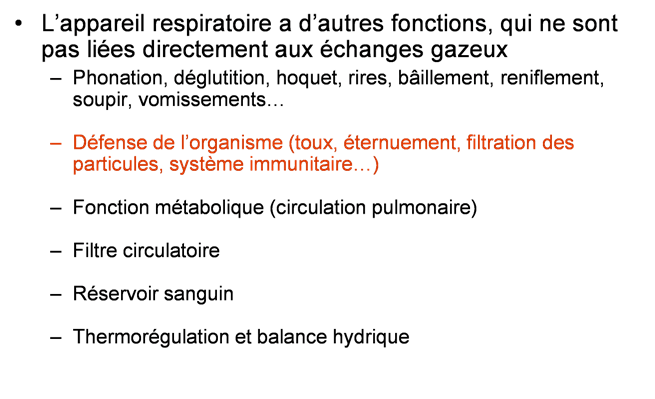 • L’appareil respiratoire a d’autres fonctions, qui ne sont
pas liées directement aux échanges gazeux
– Phonation, déglutition, hoquet, rires, bâillement, reniflement,
soupir, vomissements…
– Défense de l’organisme (toux, éternuement, filtration des
particules, système immunitaire…)
– Fonction métabolique (circulation pulmonaire)
– Filtre circulatoire
– Réservoir sanguin
– Thermorégulation et balance hydrique